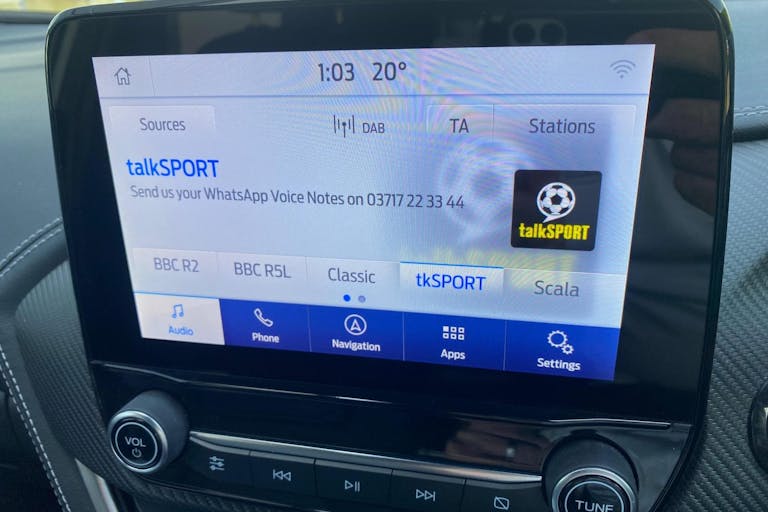 1:03 20°
Sources DAB TA Stations
talkSPORT
Send us your WhatsApp Voice Notes on 03717 22 33 44
talkSPORT
BBC R2 BBC R5L Classic tkSPORT Scala
Audio Phone Navigation Apps Settings
VOL
TUNE